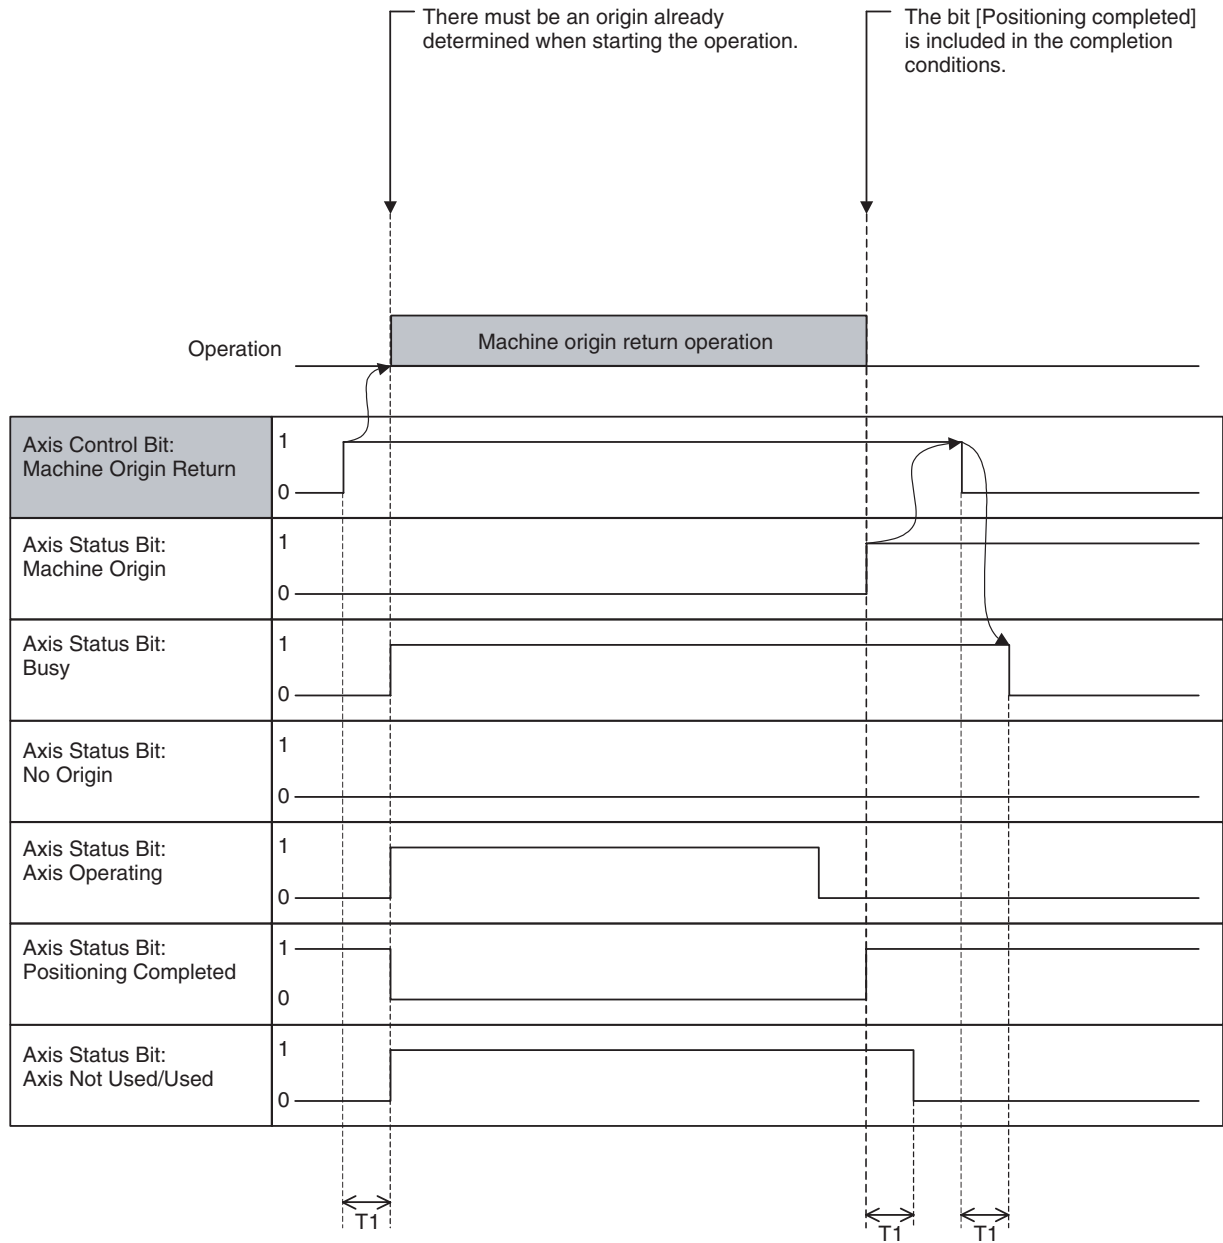 There must be an origin already
determined when starting the operation.
The bit [Positioning completed]
is included in the completion
conditions.
Operation
Machine origin return operation
Axis Control Bit:
Machine Origin Return
1
0
Axis Status Bit:
Machine Origin
1
0
Axis Status Bit:
Busy
1
0
Axis Status Bit:
No Origin
1
0
Axis Status Bit:
Axis Operating
1
0
Axis Status Bit:
Positioning Completed
1
0
Axis Status Bit:
Axis Not Used/Used
1
0
T1
T1
T1